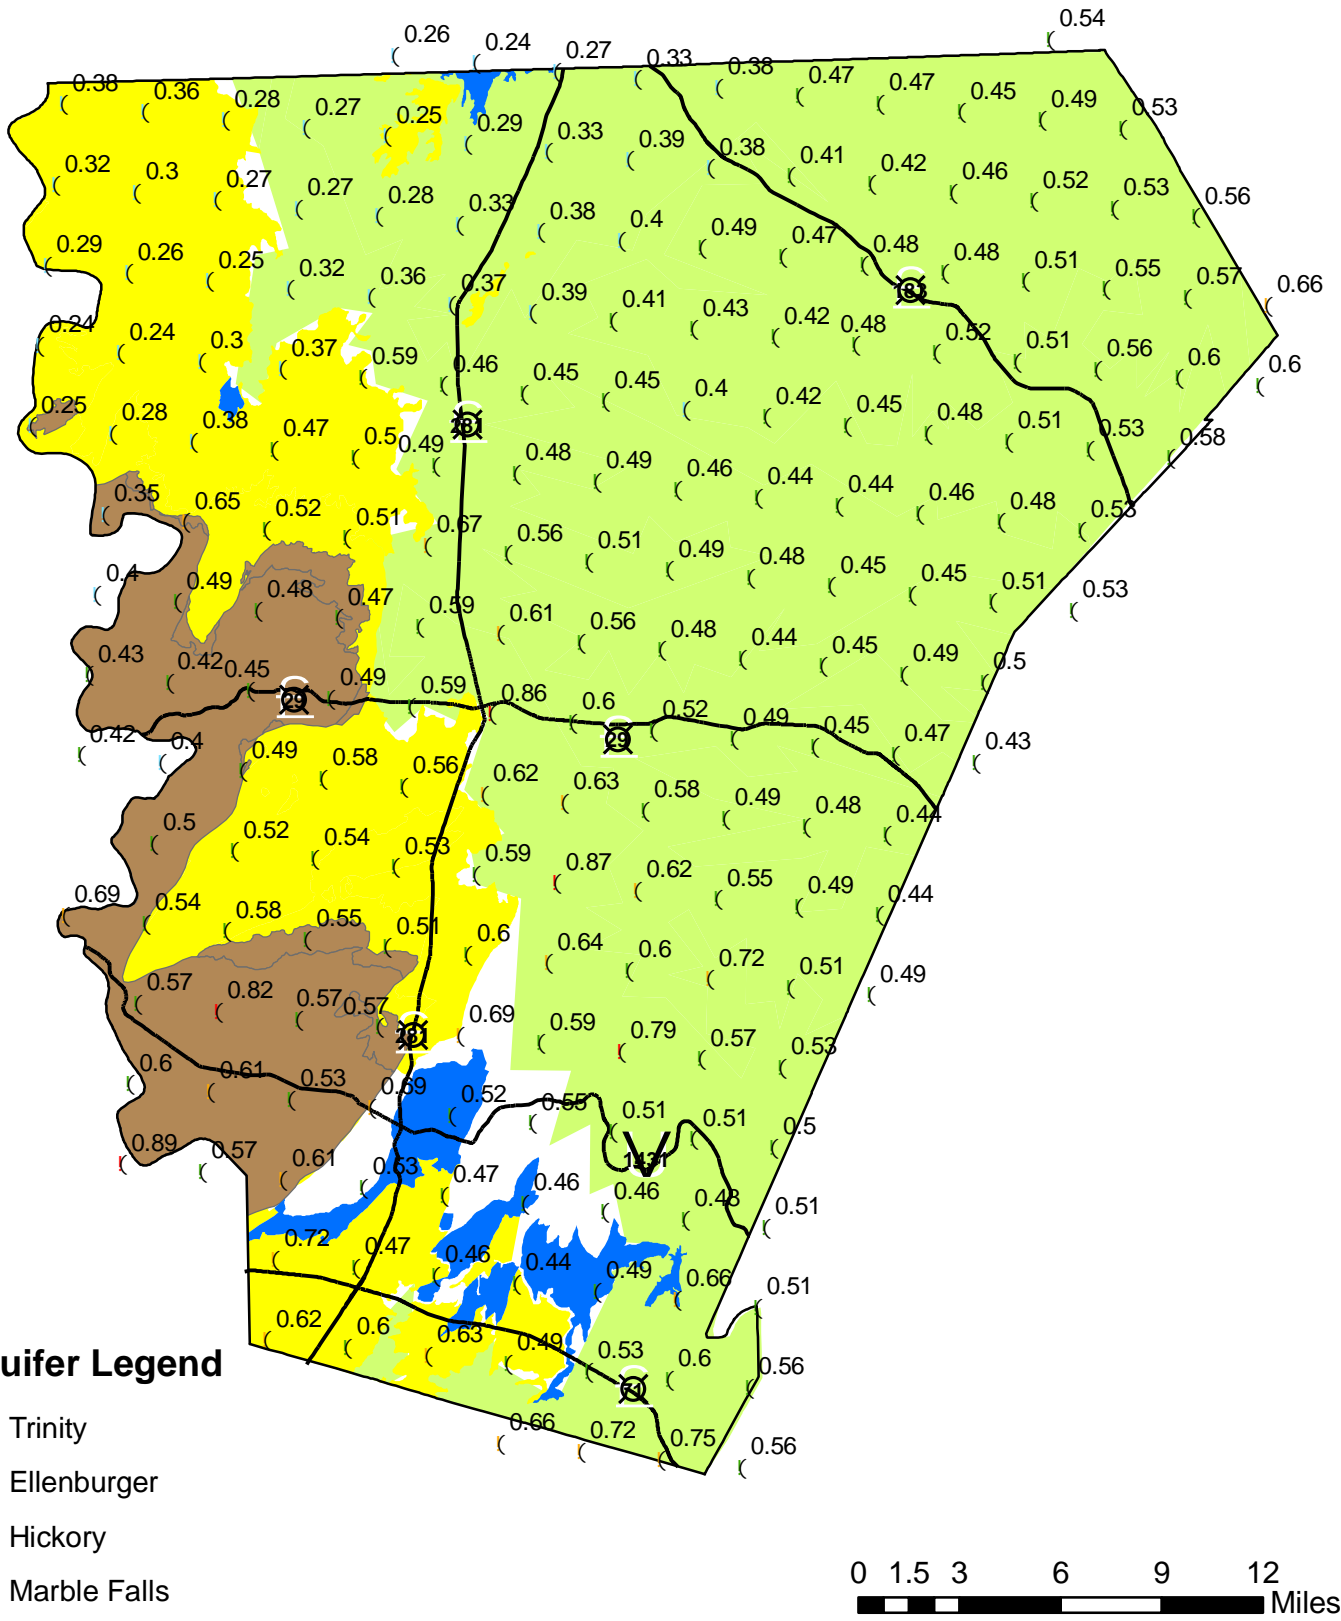 0.54
0.26 0.24 0.27 0.33 0.38 0.47 0.47 0.45 0.49 0.53
0.38 0.36 0.28 0.27 0.25 0.29 0.33 0.39 0.38 0.41 0.42 0.46 0.52 0.53 0.56
0.32 0.3 0.27 0.27 0.28 0.33 0.38 0.4 0.49 0.47 0.48 0.48 0.51 0.55 0.57 0.66
0.29 0.26 0.25 0.32 0.36 0.37 0.39 0.41 0.43 0.42 0.48 0.52 0.51 0.56 0.6 0.6
183
0.24 0.24 0.3 0.37 0.59 0.46 0.45 0.45 0.4 0.42 0.45 0.48 0.51 0.53 0.58
0.25 0.28 0.38 0.47 0.5 0.49 0.48 0.49 0.46 0.44 0.44 0.46 0.48 0.53
281
0.35 0.65 0.52 0.51 0.67 0.56 0.51 0.49 0.48 0.45 0.45 0.51 0.53
0.4 0.49 0.48 0.47 0.59 0.61 0.56 0.48 0.44 0.45 0.49 0.5
0.43 0.42 0.45 0.49 0.59 0.86 0.6 0.52 0.49 0.45 0.47 0.43
29
29
0.42 0.4 0.49 0.58 0.56 0.62 0.63 0.58 0.49 0.48 0.44
0.5 0.52 0.54 0.53 0.59 0.87 0.62 0.55 0.49 0.44
0.69 0.54 0.58 0.55 0.51 0.6 0.64 0.6 0.72 0.51 0.49
0.57 0.82 0.57 0.57 0.69 0.59 0.79 0.57 0.53
281
0.6 0.61 0.53 0.69 0.52 0.55 0.51 0.51 0.5
1431
0.89 0.57 0.61 0.53 0.47 0.46 0.46 0.48 0.51
0.72 0.47 0.46 0.44 0.49 0.66 0.51
0.62 0.6 0.63 0.49 0.53 0.6 0.56
71
0.66 0.72 0.75 0.56
uifer Legend
Trinity
Ellenburger
Hickory
Marble Falls
0 1.5 3 6 9 12
Miles